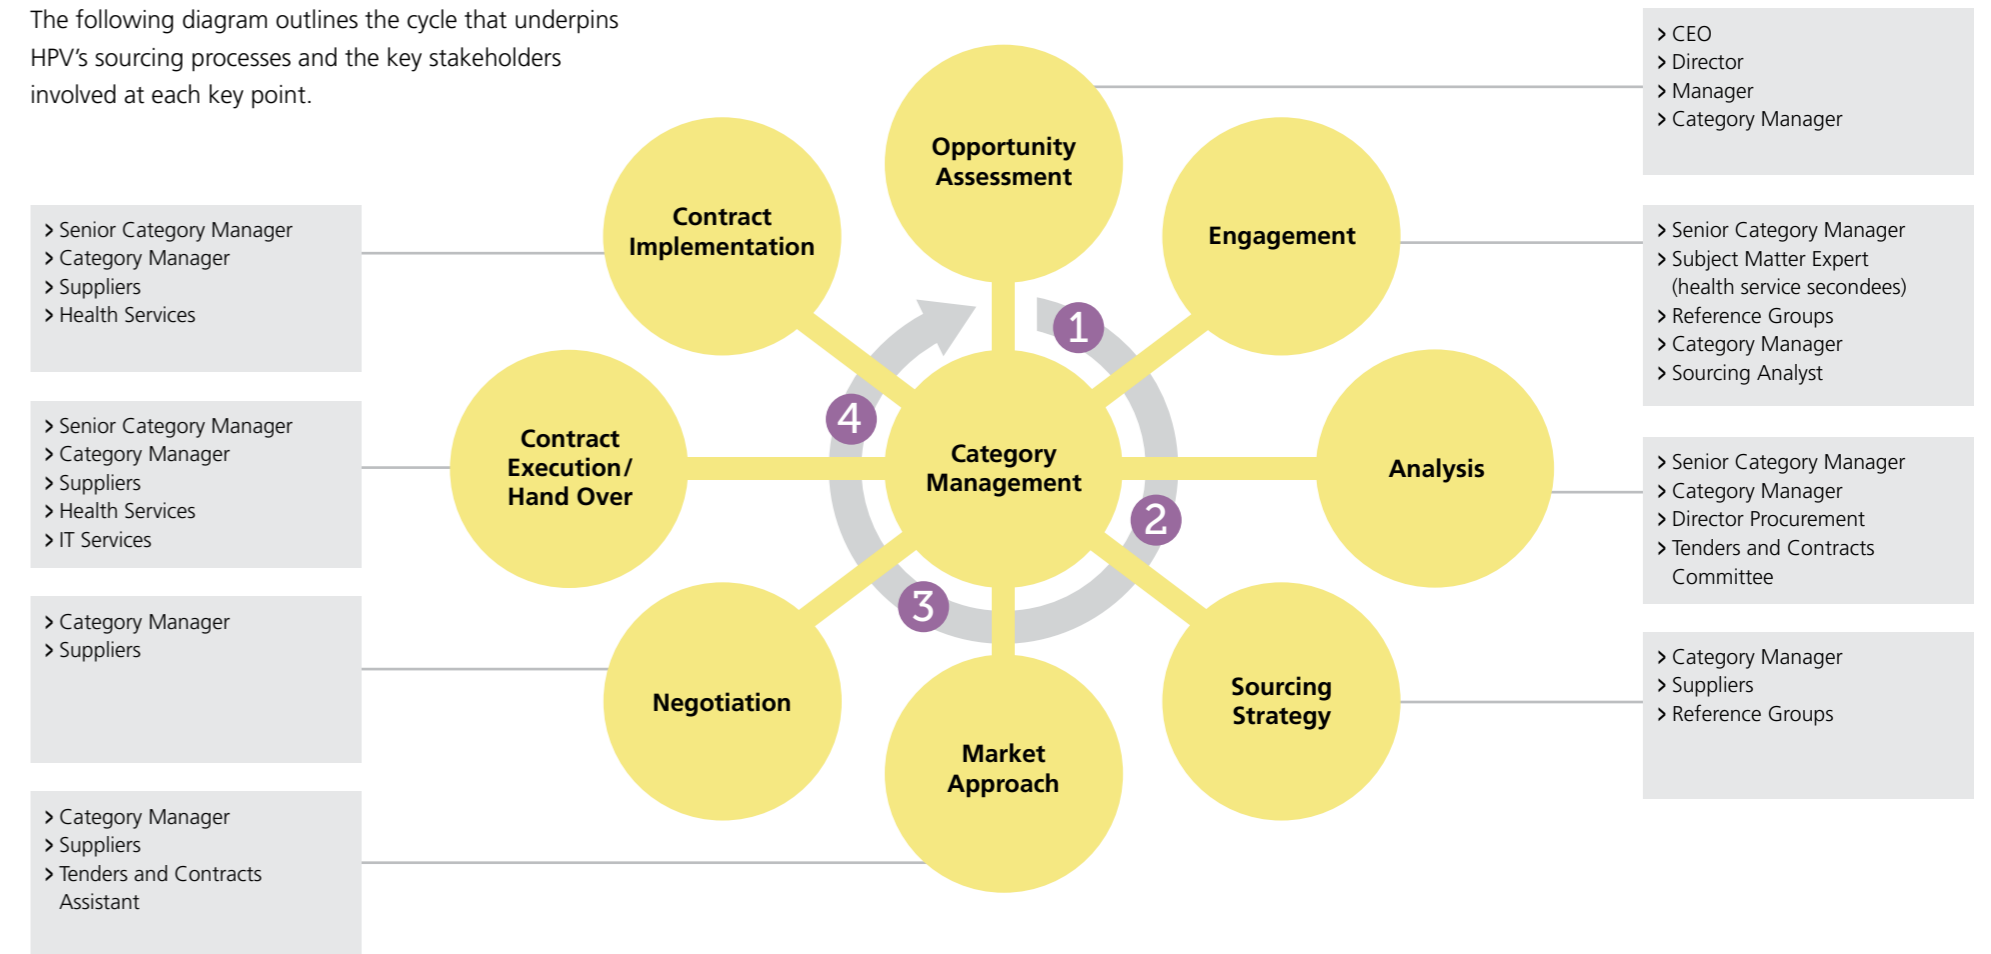 The following diagram outlines the cycle that underpins
HPV’s sourcing processes and the key stakeholders
involved at each key point.
Opportunity
Assessment
> CEO
> Director
> Manager
> Category Manager
Engagement
> Senior Category Manager
> Subject Matter Expert
(health service secondees)
> Reference Groups
> Category Manager
> Sourcing Analyst
Analysis
> Senior Category Manager
> Category Manager
> Director Procurement
> Tenders and Contracts
Committee
Sourcing
Strategy
> Category Manager
> Suppliers
> Reference Groups
Market
Approach
> Category Manager
> Suppliers
> Tenders and Contracts
Assistant
Negotiation
> Category Manager
> Suppliers
Contract
Execution/
Hand Over
> Senior Category Manager
> Category Manager
> Suppliers
> Health Services
> IT Services
Contract
Implementation
> Senior Category Manager
> Category Manager
> Suppliers
> Health Services
Category
Management
1
2
3
4